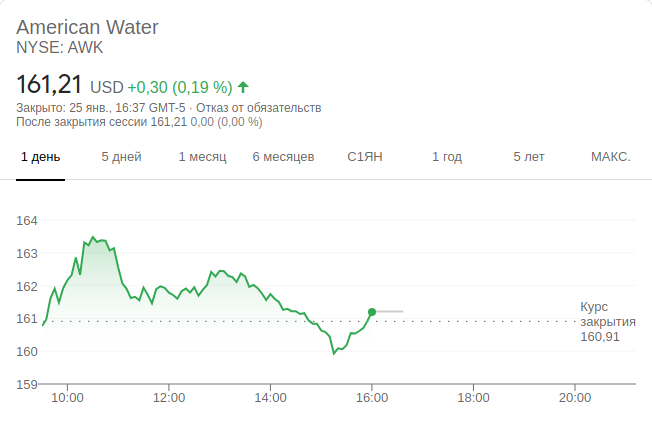 American Water
NYSE: AWK
161,21 USD +0,30 (0,19 %)
Закрыто: 25 янв., 16:37 GMT-5 · Отказ от обязательств
После закрытия сессии 161,21 0,00 (0,00 %)
1 день 5 дней 1 месяц 6 месяцев С1ЯН 1 год 5 лет МАКС.
164
163
162
161
160
159
Курс
закрытия
160,91
10:00 12:00 14:00 16:00 18:00 20:00